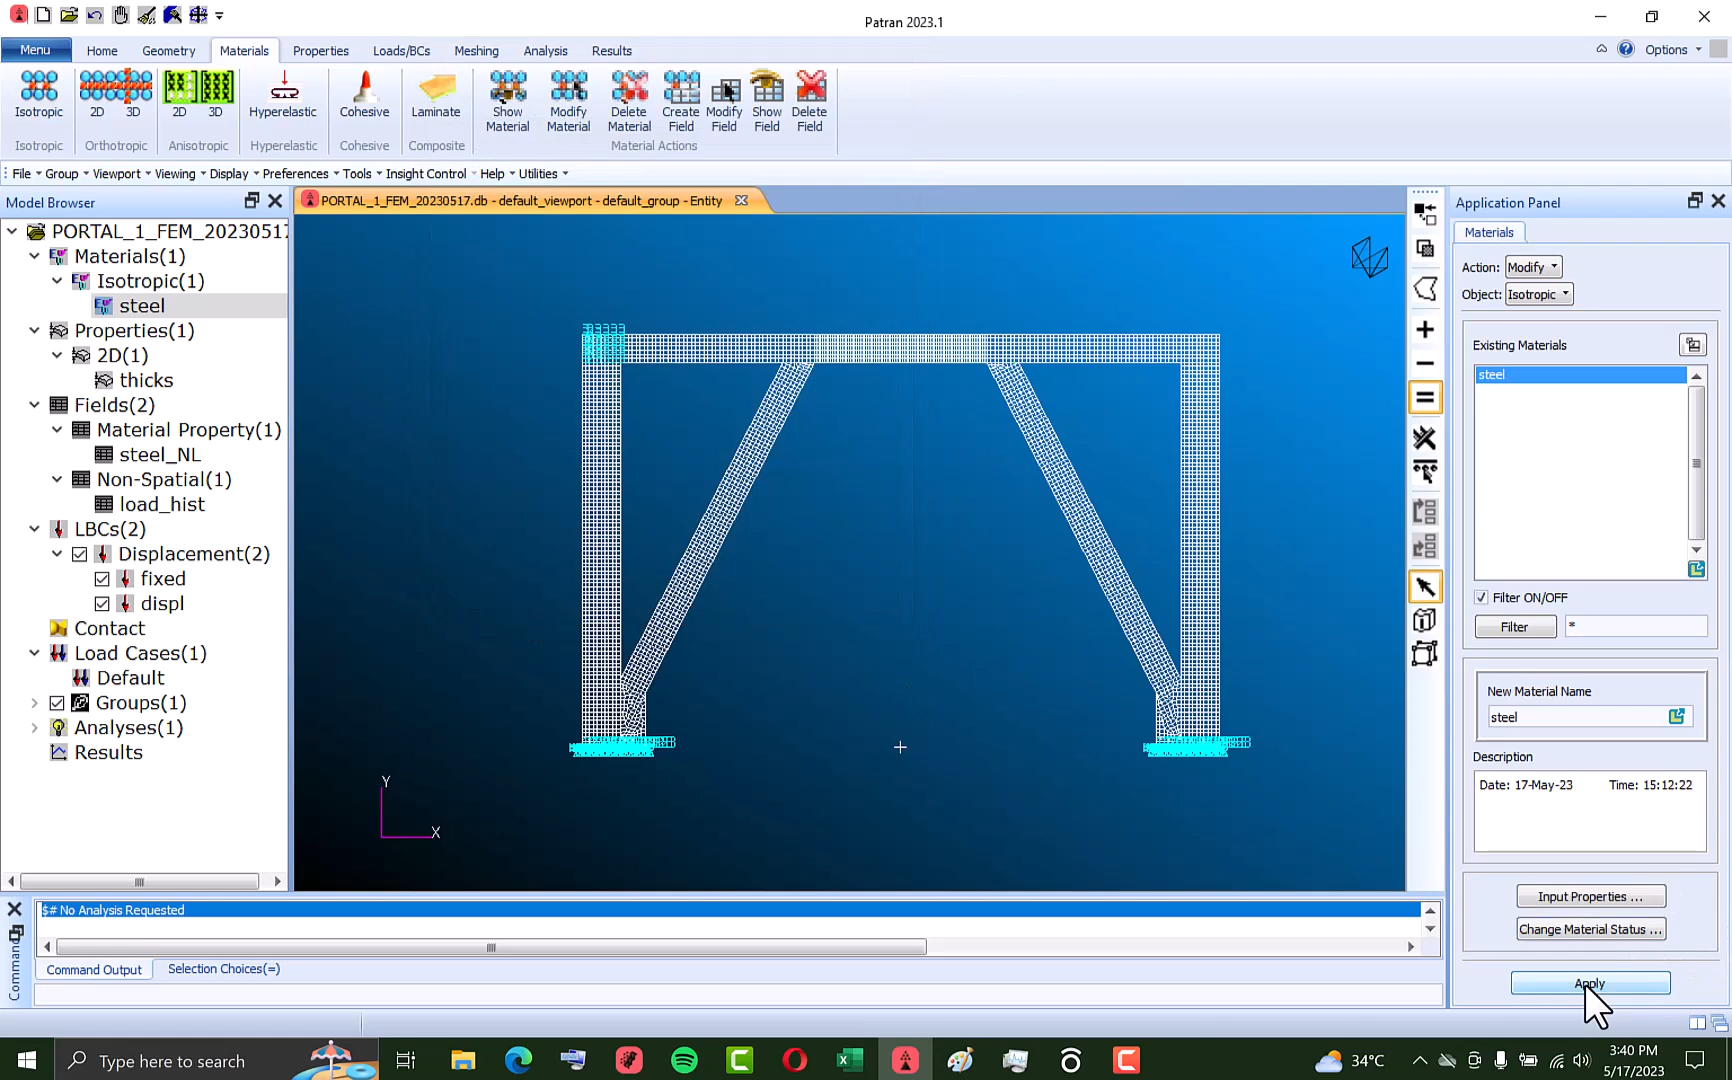 Patran 2023.1
Menu Home Geometry Materials Properties Loads/BCs Meshing Analysis Results Options
Isotropic 2D 3D 2D 3D Hyperelastic Cohesive Laminate Show Material Modify Material Delete Material Create Field Modify Field Show Field Delete Field
Isotropic Orthotropic Anisotropic Hyperelastic Cohesive Composite Material Actions
File Group Viewport Viewing Display Preferences Tools Insight Control Help Utilities
Model Browser
PORTAL_1_FEM_20230517
Materials(1)
Isotropic(1)
steel
Properties(1)
2D(1)
thicks
Fields(2)
Material Property(1)
steel_NL
Non-Spatial(1)
load_hist
LBCs(2)
Displacement(2)
fixed
displ
Contact
Load Cases(1)
Default
Groups(1)
Analyses(1)
Results
PORTAL_1_FEM_20230517.db - default_viewport - default_group - Entity
Y
X
Application Panel
Materials
Action: Modify
Object: Isotropic
Existing Materials
steel
Filter ON/OFF
Filter *
New Material Name
steel
Description
Date: 17-May-23 Time: 15:12:22
Input Properties ...
Change Material Status ...
Apply
$# No Analysis Requested
Command Output Selection Choices(=)
Command
Type here to search
34°C
3:40 PM
5/17/2023